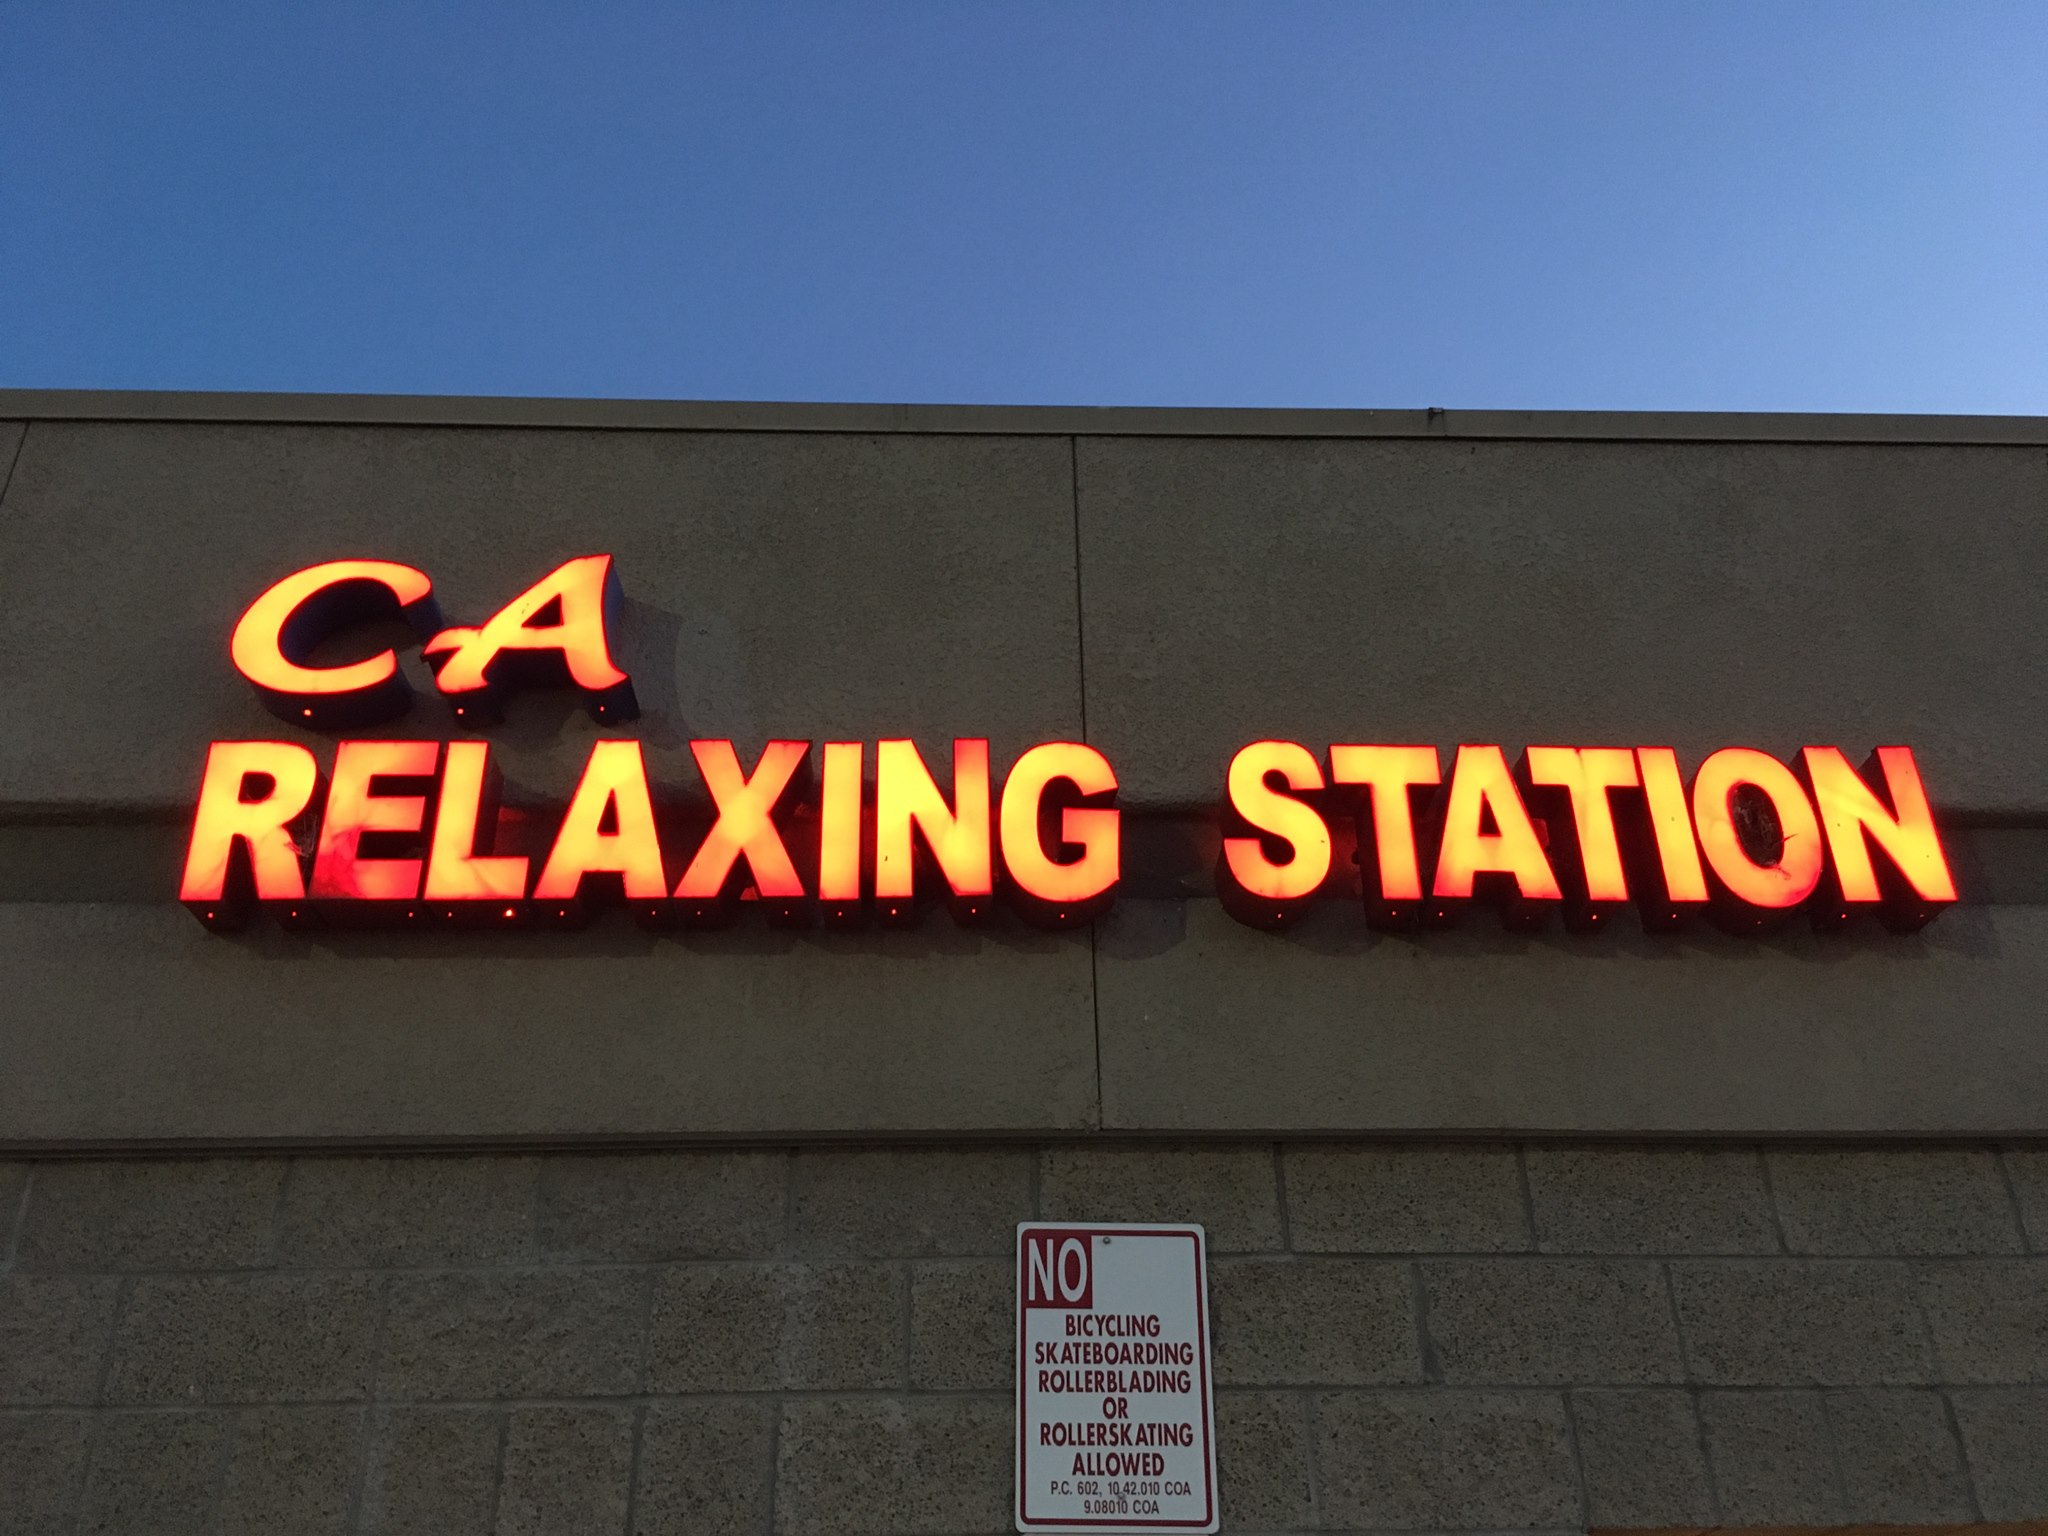 CA
RELAXING STATION
NO
BICYCLING
SKATEBOARDING
ROLLERBLADING
OR
ROLLERSKATING
ALLOWED
P.C. 602, 10.42.010 COA
9.08010 COA